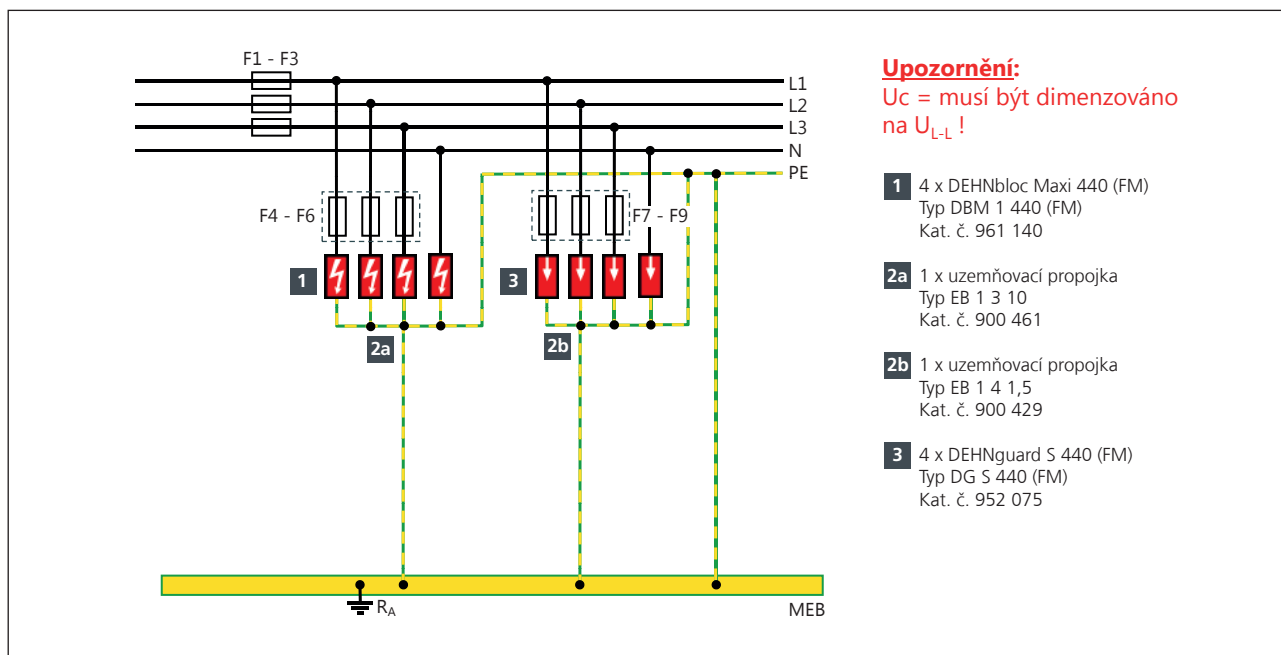 F1 - F3
L1
L2
L3
N
PE
F4 - F6
F7 - F9
1
3
2a
2b
RA
MEB
Upozornění:
Uc = musí být dimenzováno
na UL-L !
1 4 x DEHNbloc Maxi 440 (FM)
Typ DBM 1 440 (FM)
Kat. č. 961 140
2a 1 x uzemňovací propojka
Typ EB 1 3 10
Kat. č. 900 461
2b 1 x uzemňovací propojka
Typ EB 1 4 1,5
Kat. č. 900 429
3 4 x DEHNguard S 440 (FM)
Typ DG S 440 (FM)
Kat. č. 952 075